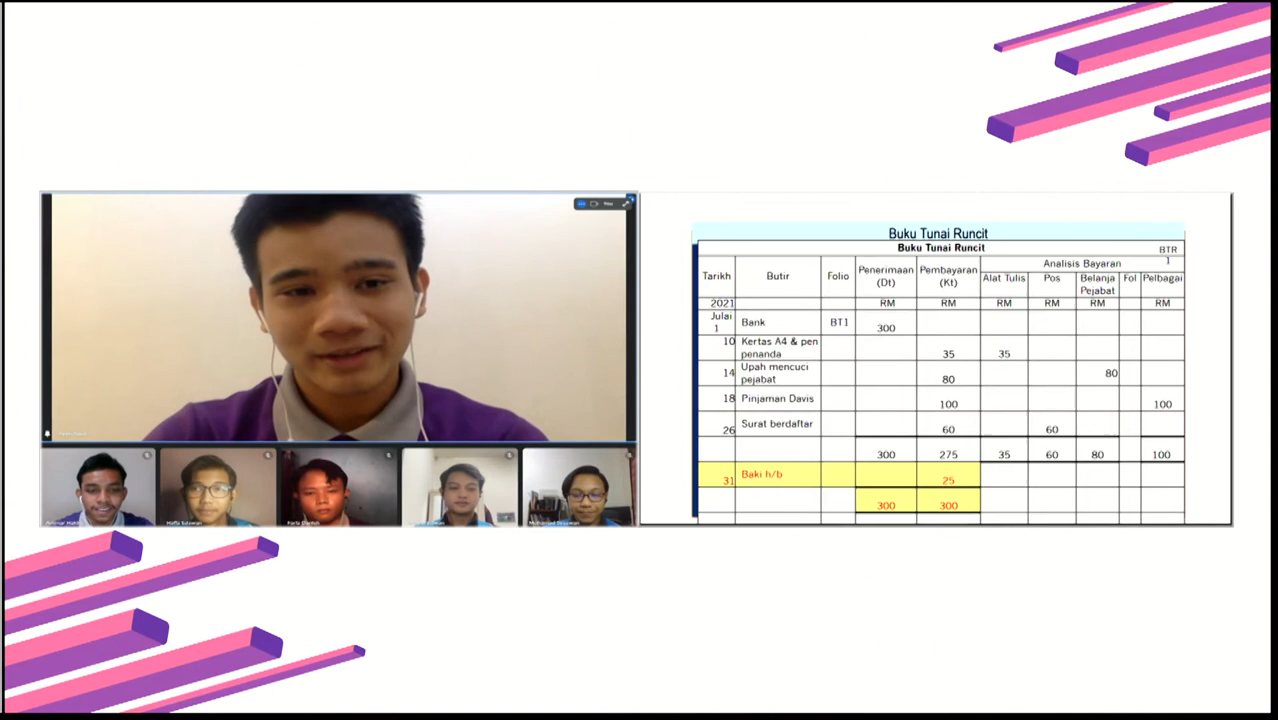 View
Buku Tunai Runcit
Buku Tunai Runcit
BTR
1
Tarikh Butir Folio Penerimaan (Dt) Pembayaran (Kt) Analisis Bayaran
Alat Tulis Pos Belanja Pejabat Fol Pelbagai
2021 RM RM RM RM RM RM
Julai 1 Bank BT1 300
10 Kertas A4 & pen penanda 35 35
14 Upah mencuci pejabat 80 80
18 Pinjaman Davis 100 100
26 Surat berdaftar 60 60
300 275 35 60 80 100
31 Baki h/b 25
300 300